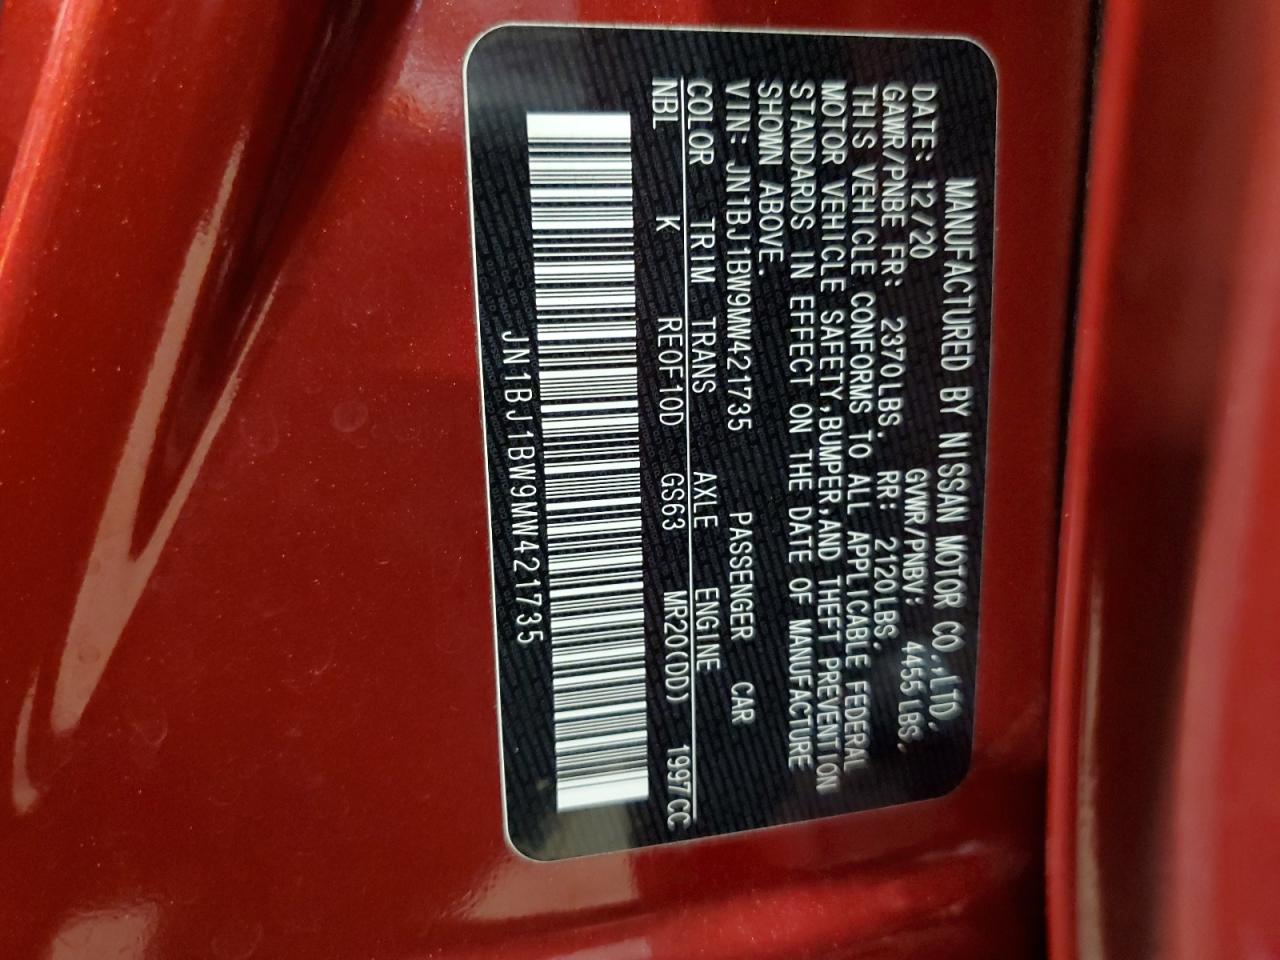 MANUFACTURED BY NISSAN MOTOR CO.,LTD.
DATE: 12/20 GVWR/PNBV: 4455 LBS.
GAWR/PNBE FR: 2370LBS. RR: 2120LBS.
THIS VEHICLE CONFORMS TO ALL APPLICABLE FEDERAL
MOTOR VEHICLE SAFETY,BUMPER,AND THEFT PREVENTION
STANDARDS IN EFFECT ON THE DATE OF MANUFACTURE
SHOWN ABOVE.
VIN: JN1BJ1BW9MW421735 PASSENGER CAR
COLOR TRIM TRANS AXLE ENGINE
NBL K RE0F10D GS63 MR20(DD) 1997CC
JN1BJ1BW9MW421735